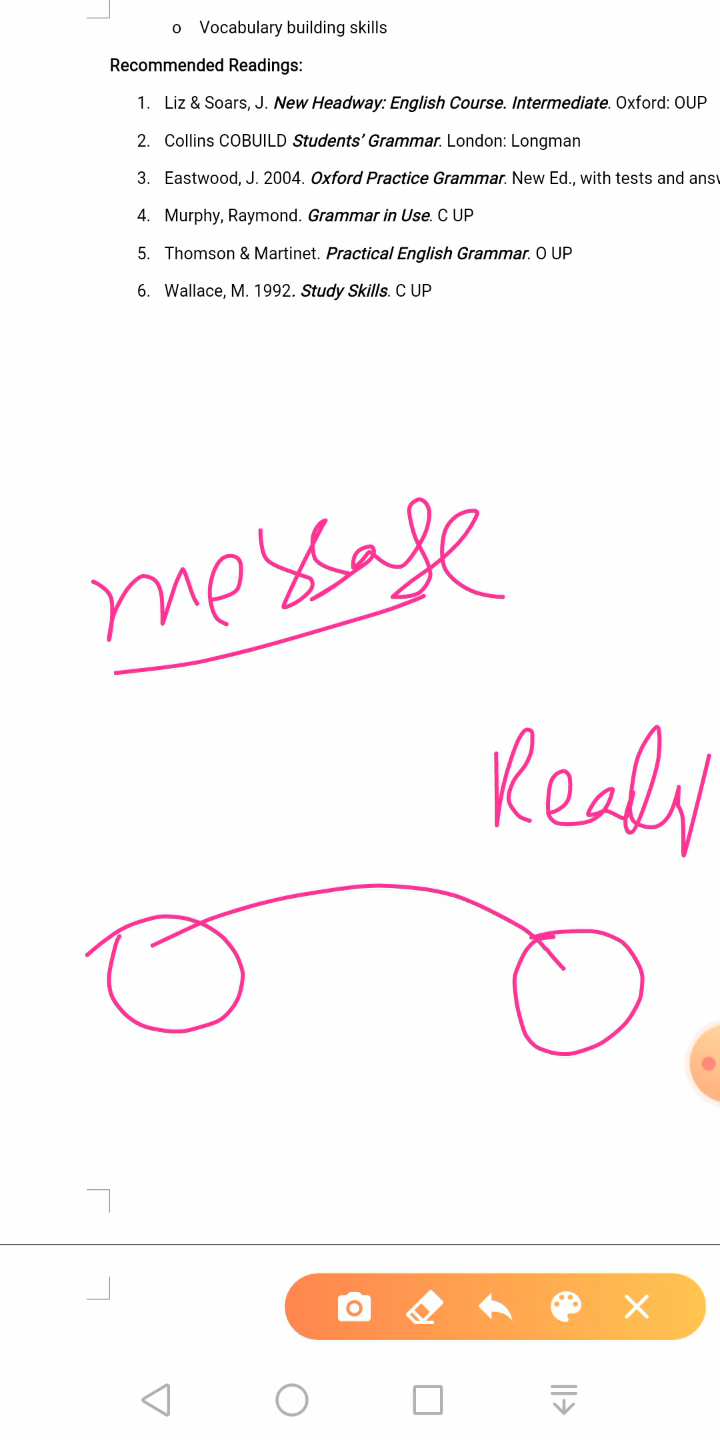 o Vocabulary building skills
Recommended Readings:
1. Liz & Soars, J. New Headway: English Course. Intermediate. Oxford: OUP
2. Collins COBUILD Students’ Grammar. London: Longman
3. Eastwood, J. 2004. Oxford Practice Grammar. New Ed., with tests and answ
4. Murphy, Raymond. Grammar in Use. C UP
5. Thomson & Martinet. Practical English Grammar. O UP
6. Wallace, M. 1992. Study Skills. C UP
message
Ready